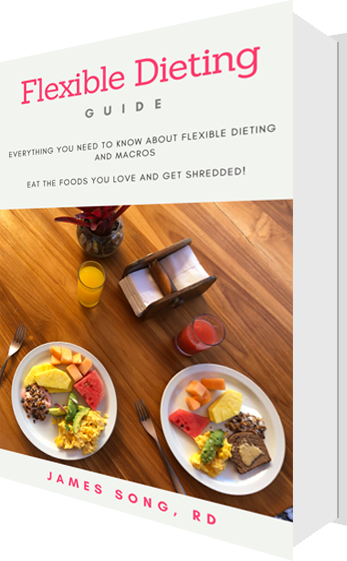 Flexible Dieting
GUIDE
EVERYTHING YOU NEED TO KNOW ABOUT FLEXIBLE DIETING
AND MACROS
EAT THE FOODS YOU LOVE AND GET SHREDDED!
JAMES SONG, RD